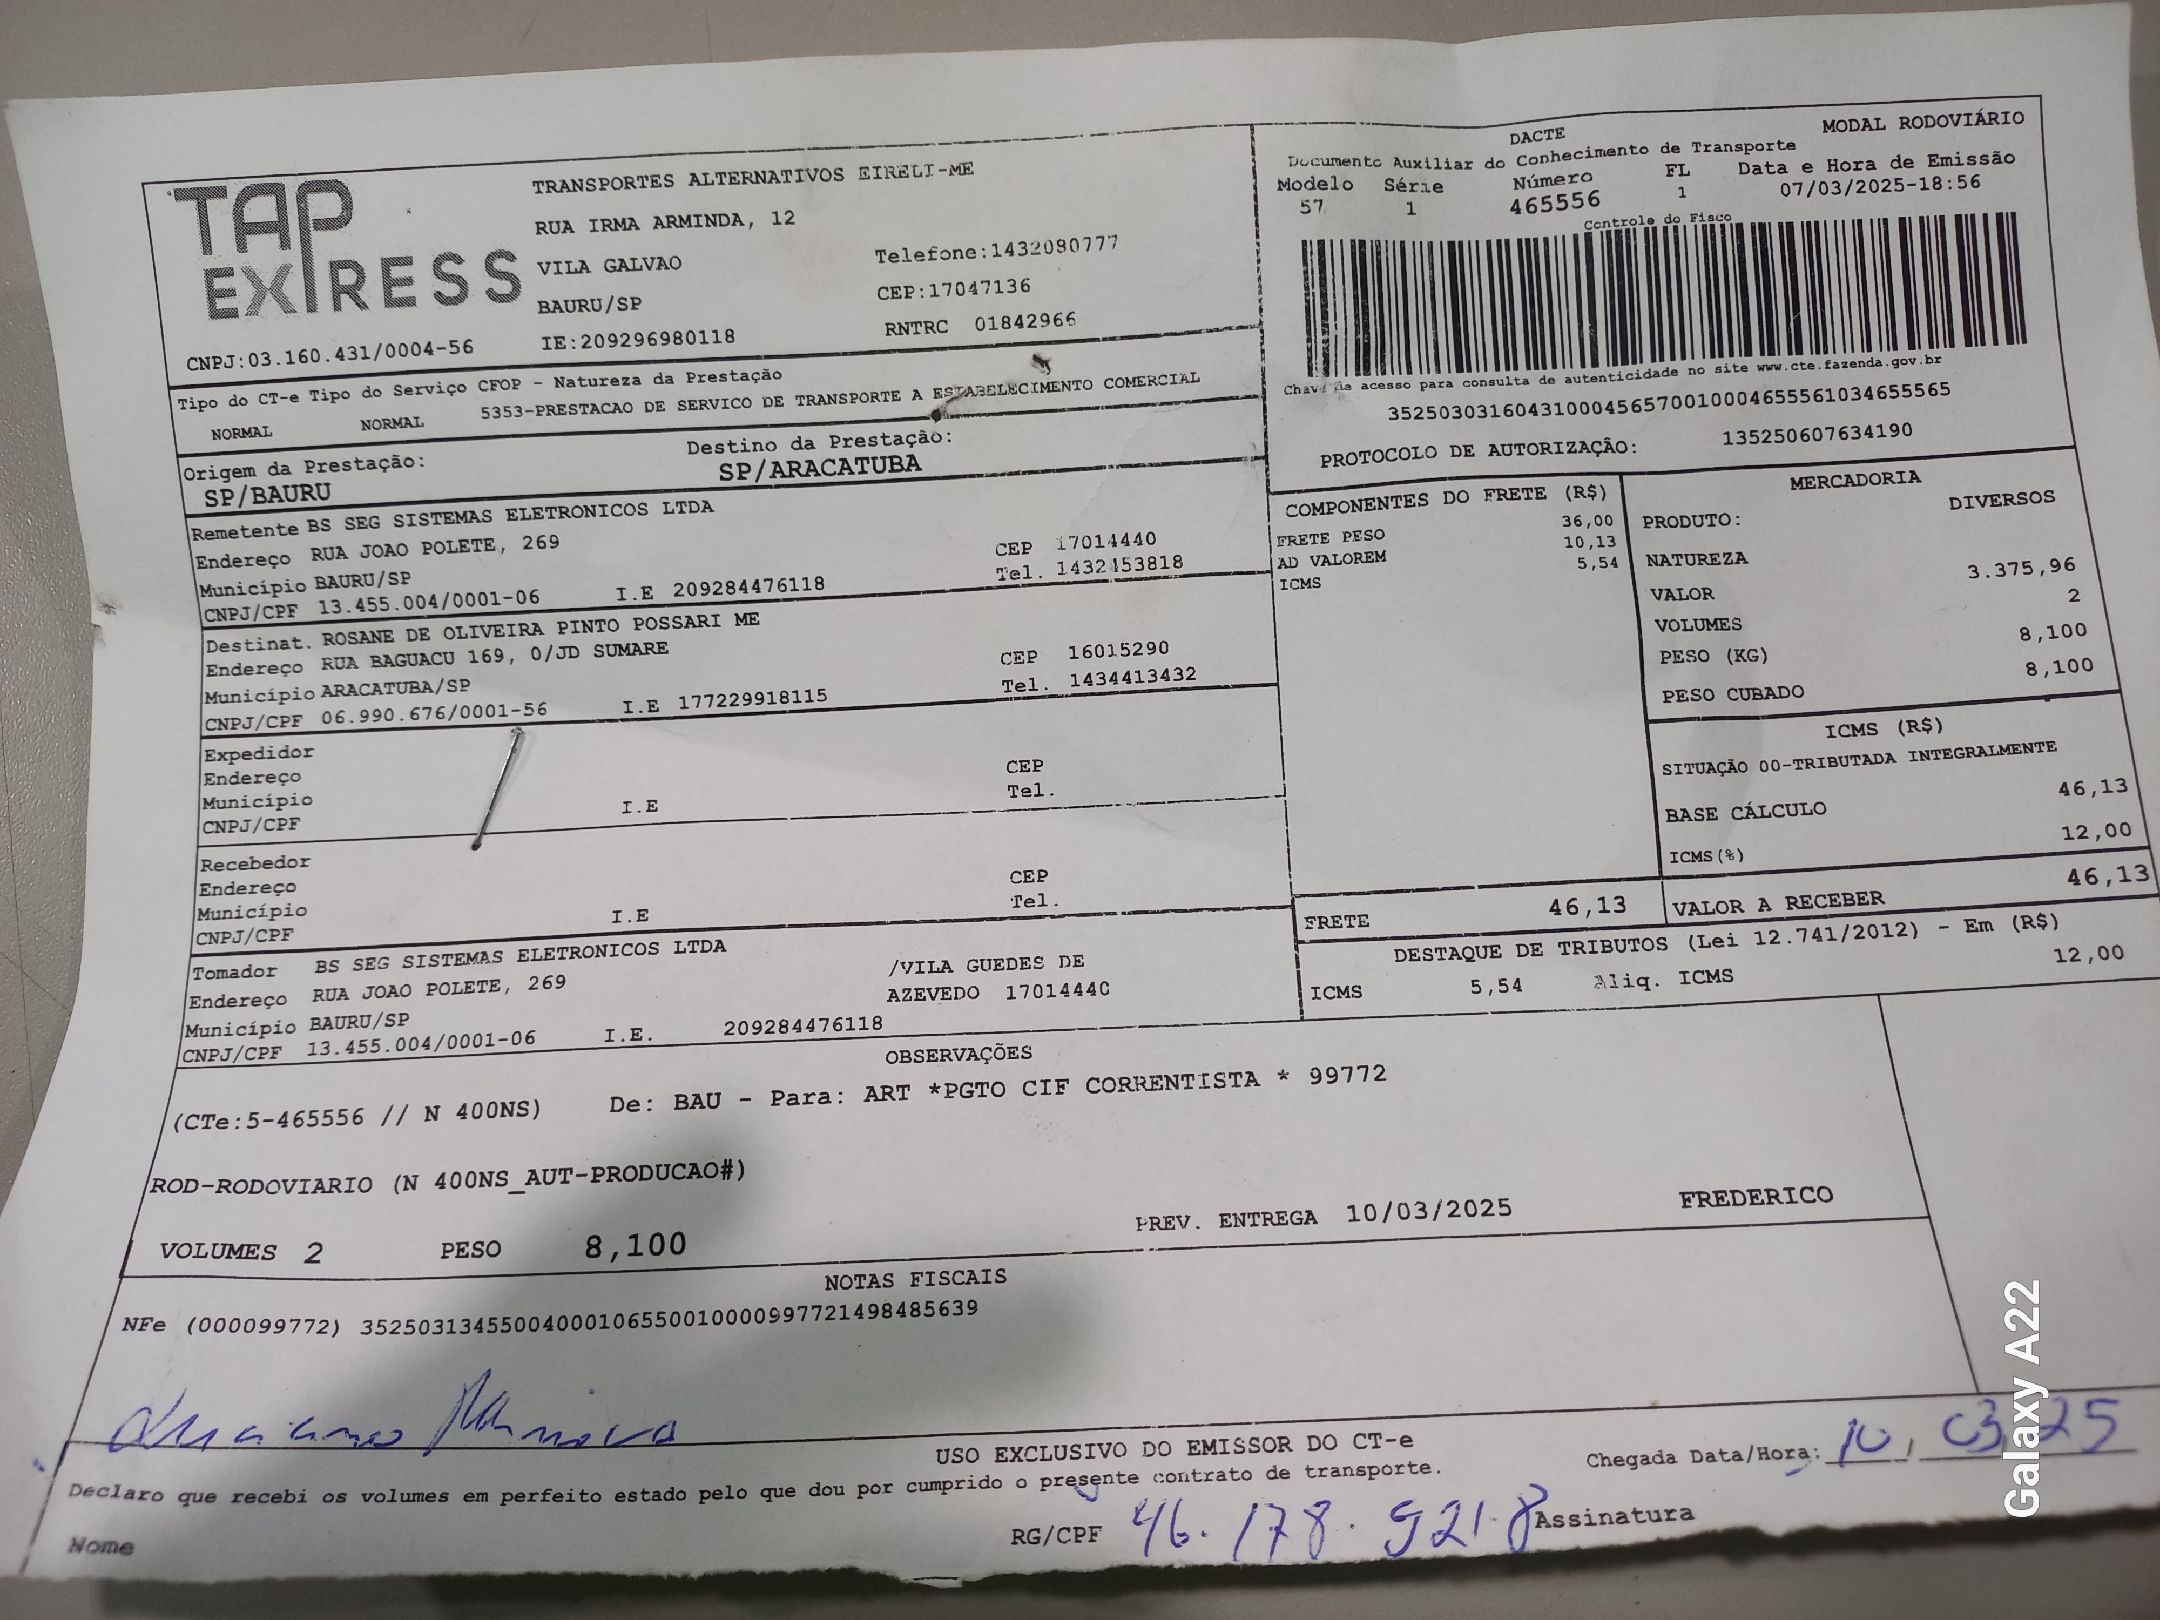 TAP
EXPRESS
TRANSPORTES ALTERNATIVOS EIRELI-ME
RUA IRMA ARMINDA, 12
VILA GALVAO
Telefone:1432080777
BAURU/SP
CEP:17047136
CNPJ:03.160.431/0004-56
IE:209296980118
RNTRC 01842966
DACTE
MODAL RODOVIÁRIO
Documento Auxiliar do Conhecimento de Transporte
Modelo Série Número FL Data e Hora de Emissão
57 1 465556 1 07/03/2025-18:56
Controle do Fisco
Chave de acesso para consulta de autenticidade no site www.cte.fazenda.gov.br
35250303160431000456570010004655561034655565
PROTOCOLO DE AUTORIZAÇÃO: 135250607634190
Tipo do CT-e Tipo do Serviço CFOP - Natureza da Prestação
NORMAL NORMAL 5353-PRESTACAO DE SERVICO DE TRANSPORTE A ESTABELECIMENTO COMERCIAL
Origem da Prestação: Destino da Prestação:
SP/BAURU SP/ARACATUBA
Remetente BS SEG SISTEMAS ELETRONICOS LTDA
Endereço RUA JOAO POLETE, 269 CEP 17014440
Município BAURU/SP Tel. 1432453818
CNPJ/CPF 13.455.004/0001-06 I.E 209284476118
Destinat. ROSANE DE OLIVEIRA PINTO POSSARI ME
Endereço RUA BAGUACU 169, 0/JD SUMARE CEP 16015290
Município ARACATUBA/SP Tel. 1434413432
CNPJ/CPF 06.990.676/0001-56 I.E 177229918115
Expedidor
Endereço CEP
Município I.E Tel.
CNPJ/CPF
Recebedor
Endereço CEP
Município I.E Tel.
CNPJ/CPF
Tomador BS SEG SISTEMAS ELETRONICOS LTDA /VILA GUEDES DE
Endereço RUA JOAO POLETE, 269 AZEVEDO 17014440
Município BAURU/SP
CNPJ/CPF 13.455.004/0001-06 I.E. 209284476118
COMPONENTES DO FRETE (R$)
FRETE PESO 36,00
AD VALOREM 10,13
ICMS 5,54
MERCADORIA
PRODUTO: DIVERSOS
NATUREZA
VALOR 3.375,96
VOLUMES 2
PESO (KG) 8,100
PESO CUBADO 8,100
ICMS (R$)
SITUAÇÃO 00-TRIBUTADA INTEGRALMENTE
BASE CÁLCULO 46,13
ICMS(%) 12,00
FRETE 46,13 VALOR A RECEBER 46,13
DESTAQUE DE TRIBUTOS (Lei 12.741/2012) - Em (R$)
ICMS 5,54 Aliq. ICMS 12,00
OBSERVAÇÕES
(CTe:5-465556 // N 400NS) De: BAU - Para: ART *PGTO CIF CORRENTISTA * 99772
ROD-RODOVIARIO (N 400NS_AUT-PRODUCAO#)
VOLUMES 2 PESO 8,100 PREV. ENTREGA 10/03/2025 FREDERICO
NOTAS FISCAIS
NFe (000099772) 35250313455004000106550010000997721498485639
USO EXCLUSIVO DO EMISSOR DO CT-e
Chegada Data/Hora: 10, 03 25
Declaro que recebi os volumes em perfeito estado pelo que dou por cumprido o presente contrato de transporte.
Nome RG/CPF 46.178.921.8 Assinatura
Galaxy A22